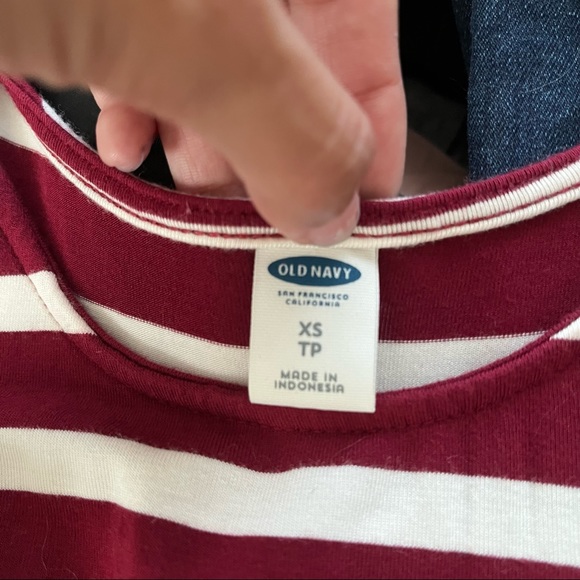 OLD NAVY
SAN FRANCISCO
CALIFORNIA
XS
TP
MADE IN
INDONESIA